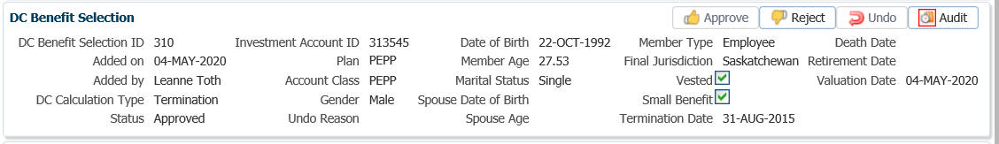 DC Benefit Selection Approve Reject Undo Audit
DC Benefit Selection ID 310 Investment Account ID 313545 Date of Birth 22-OCT-1992 Member Type Employee Death Date
Added on 04-MAY-2020 Plan PEPP Member Age 27.53 Final Jurisdiction Saskatchewan Retirement Date
Added by Leanne Toth Account Class PEPP Marital Status Single Vested Valuation Date 04-MAY-2020
DC Calculation Type Termination Gender Male Spouse Date of Birth Small Benefit
Status Approved Undo Reason Spouse Age Termination Date 31-AUG-2015